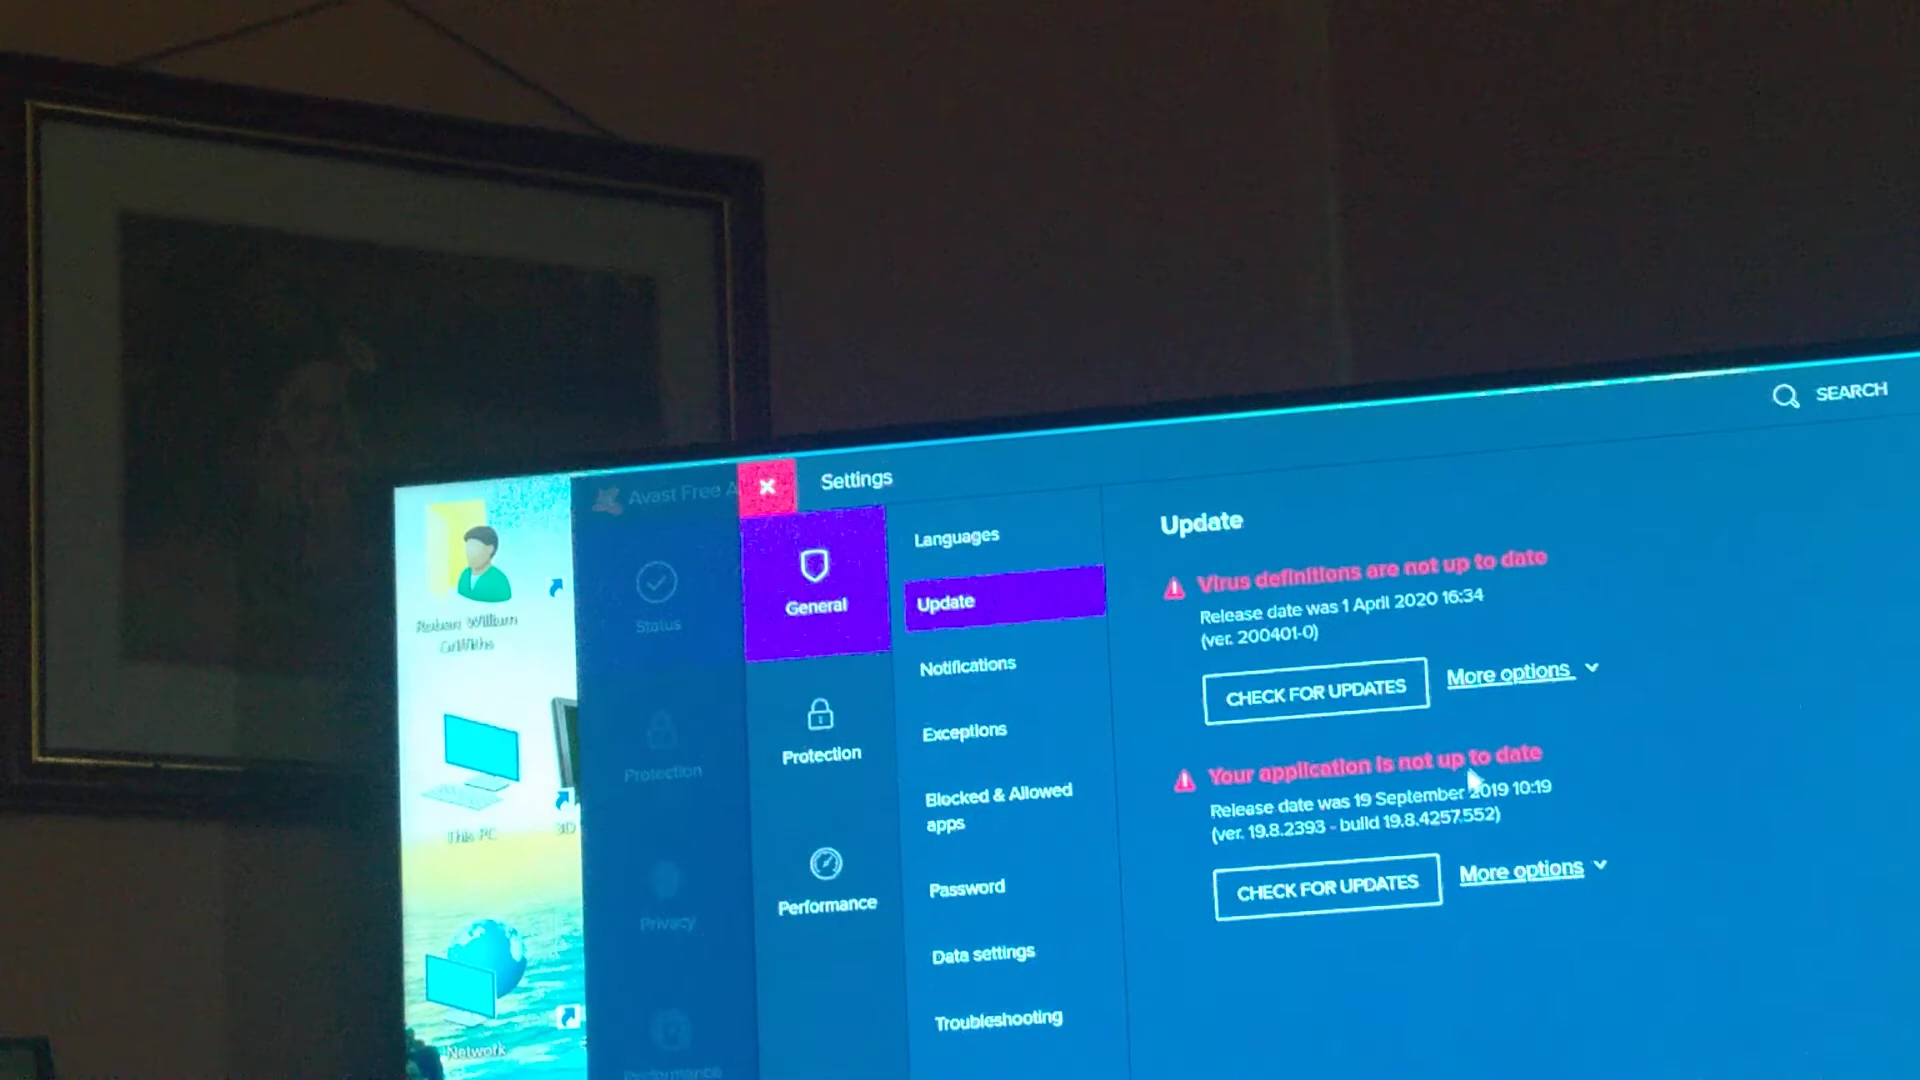 SEARCH
Avast Free A
Settings
Languages
Update
Notifications
Exceptions
Blocked & Allowed
apps
Password
Data settings
Troubleshooting
General
Protection
Performance
Status
Protection
Privacy
Performance
Update
Virus definitions are not up to date
Release date was 1 April 2020 16:34
(ver. 200401-0)
CHECK FOR UPDATES
More options
Your application is not up to date
Release date was 19 September 2019 10:19
(ver. 19.8.2393 - build 19.8.4257.552)
CHECK FOR UPDATES
More options
William
This PC
3D
Network